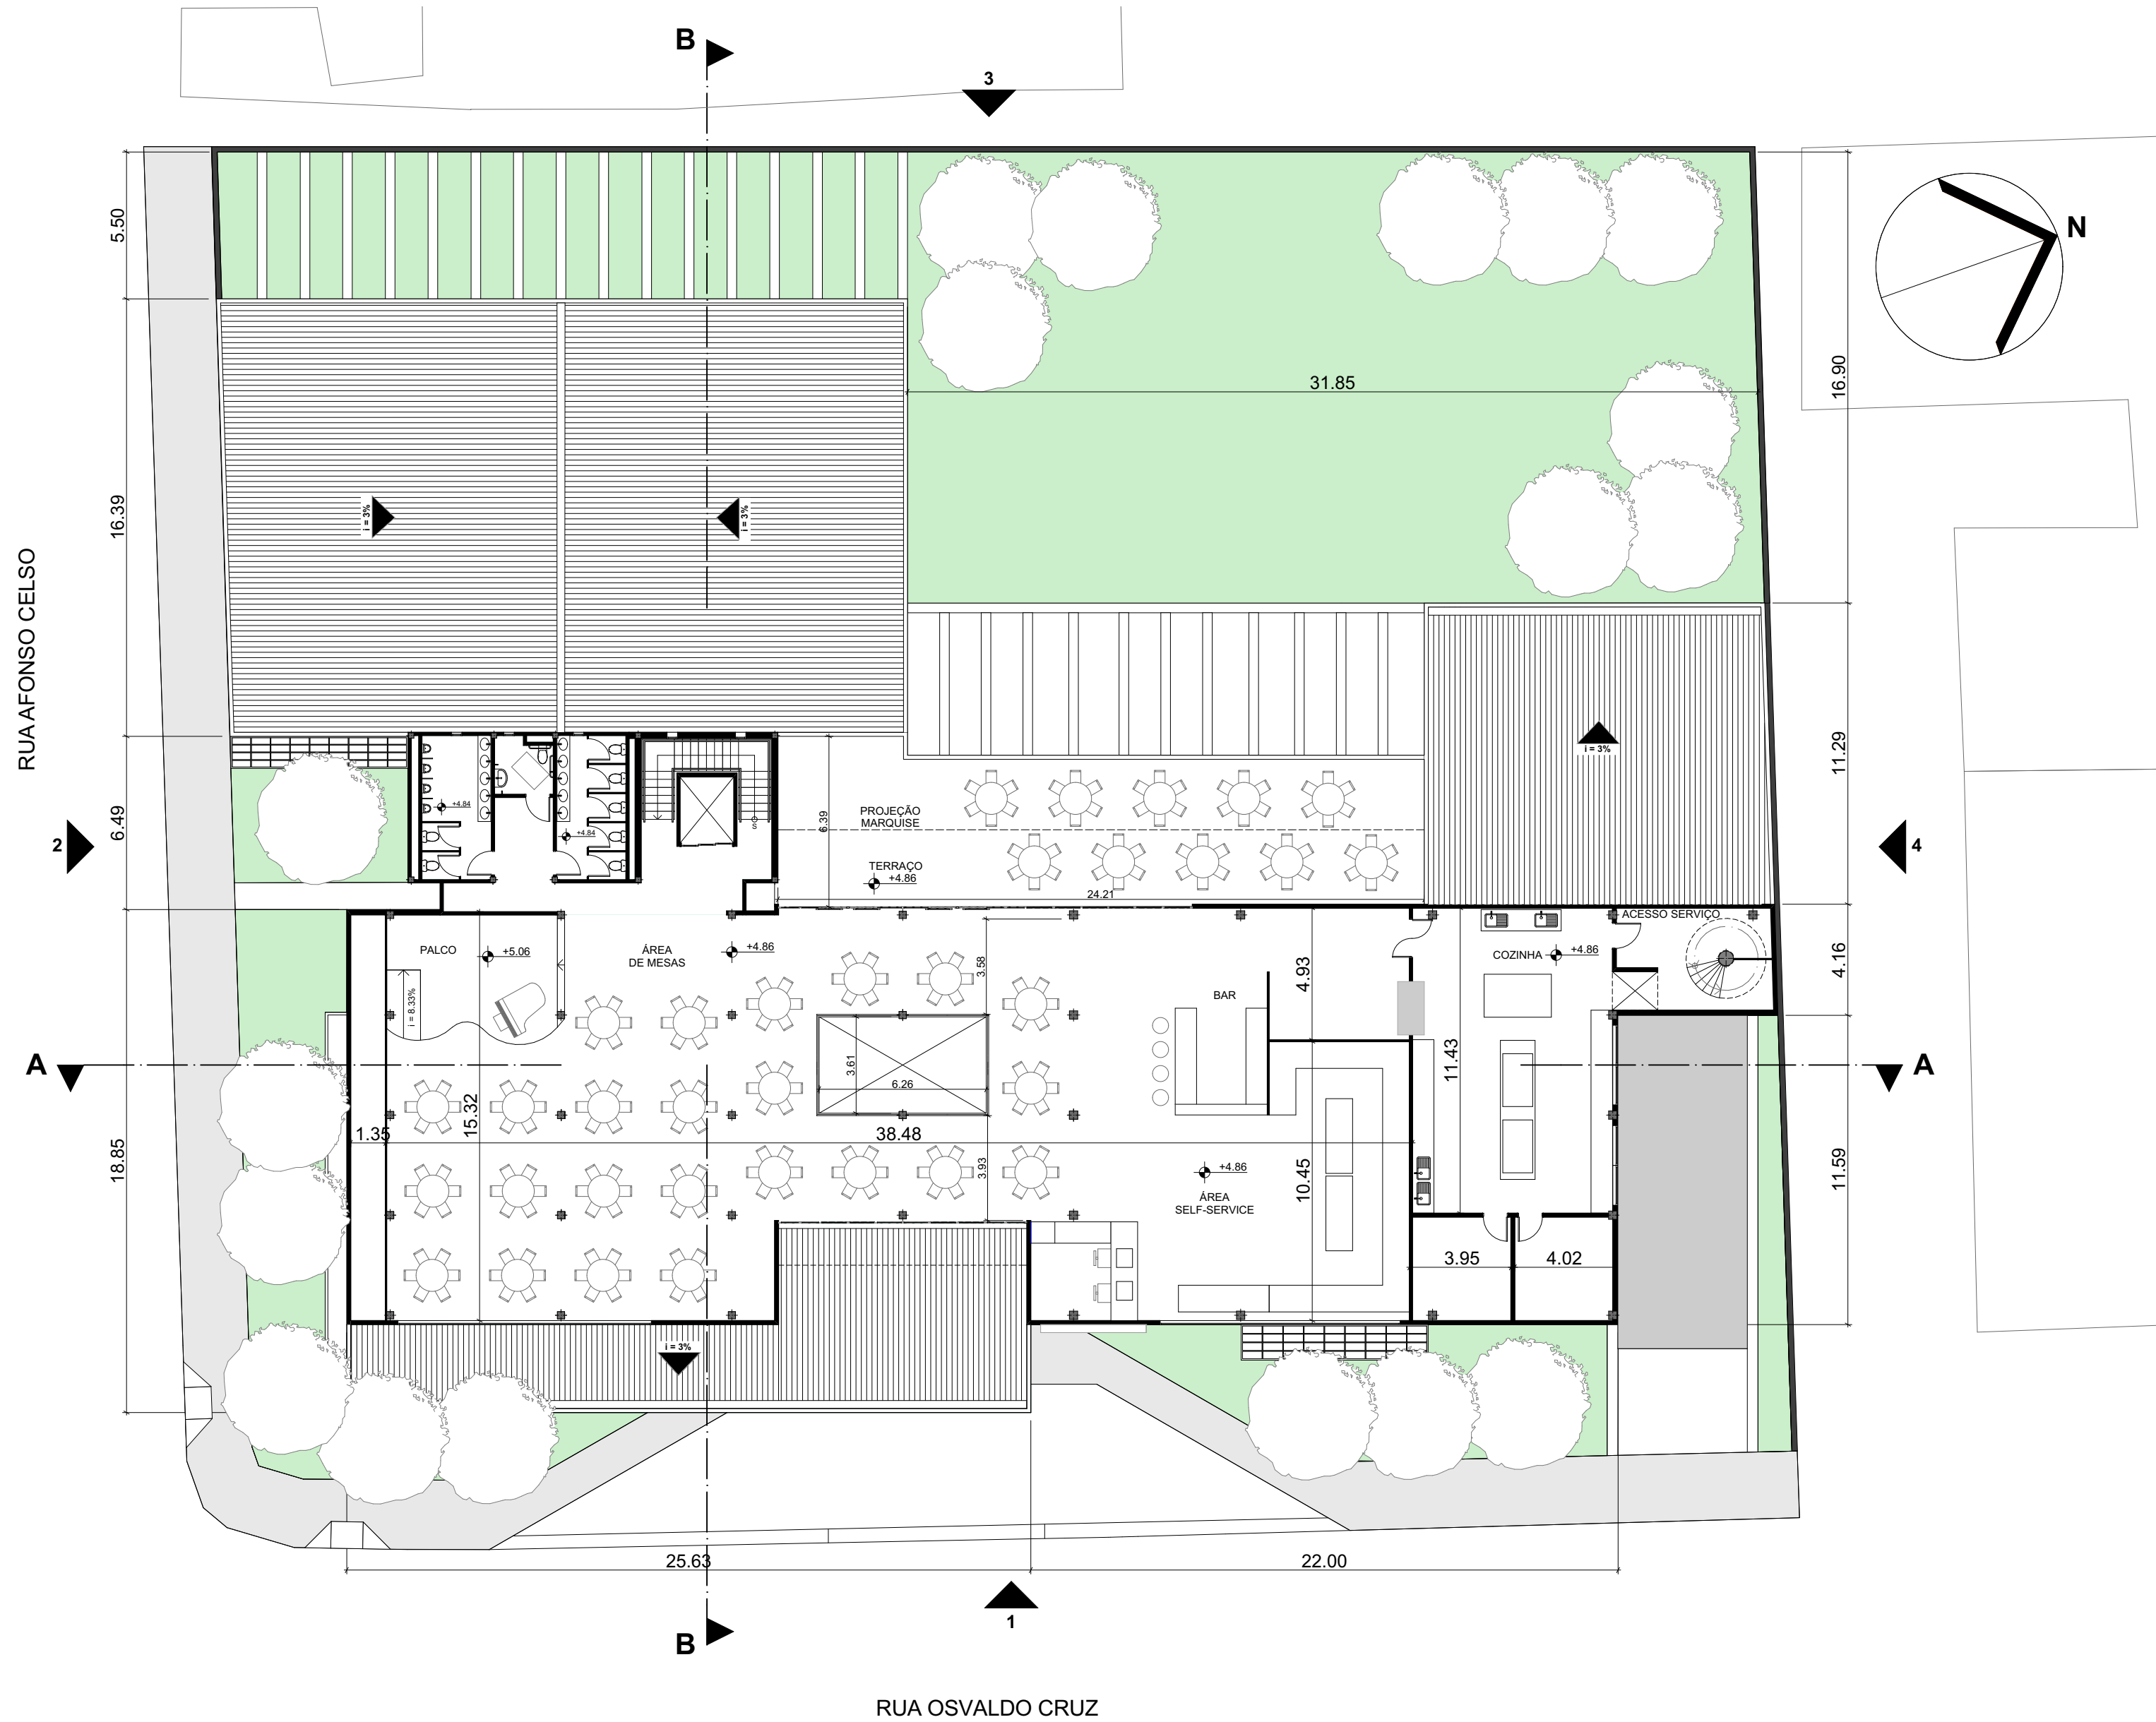 B
3
N
5.50
16.39
31.85
16.90
i = 3%
i = 3%
RUA AFONSO CELSO
11.29
i = 3%
6.49
2
+4.84
+4.84
S
6.39
PROJEÇÃO
MARQUISE
TERRAÇO
+4.86
24.21
4
ACESSO SERVIÇO
PALCO
+5.06
ÁREA
DE MESAS
+4.86
3.58
4.93
COZINHA
+4.86
4.16
i = 8.33%
BAR
A
3.61
6.26
11.43
A
15.32
1.35
38.48
18.85
3.93
+4.86
ÁREA
SELF-SERVICE
10.45
11.59
3.95
4.02
i = 3%
25.63
22.00
1
B
RUA OSVALDO CRUZ